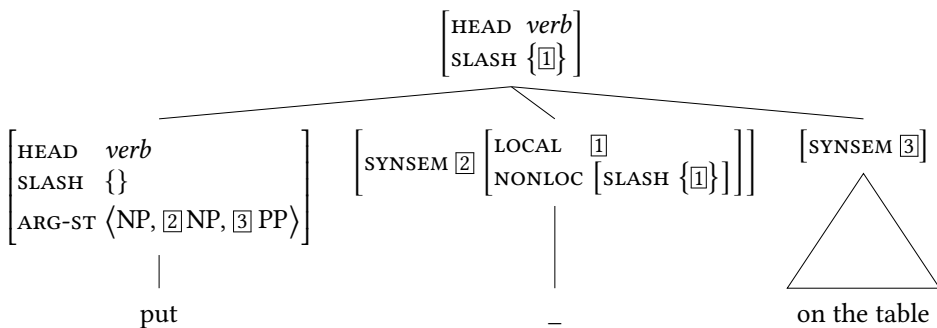 [HEAD verb
SLASH {1}]
[HEAD verb
SLASH {}
ARG-ST ⟨NP, 2 NP, 3 PP⟩]
[SYNSEM 2 [LOCAL 1
NONLOC [SLASH {1}]]]
[SYNSEM 3]
put
_
on the table